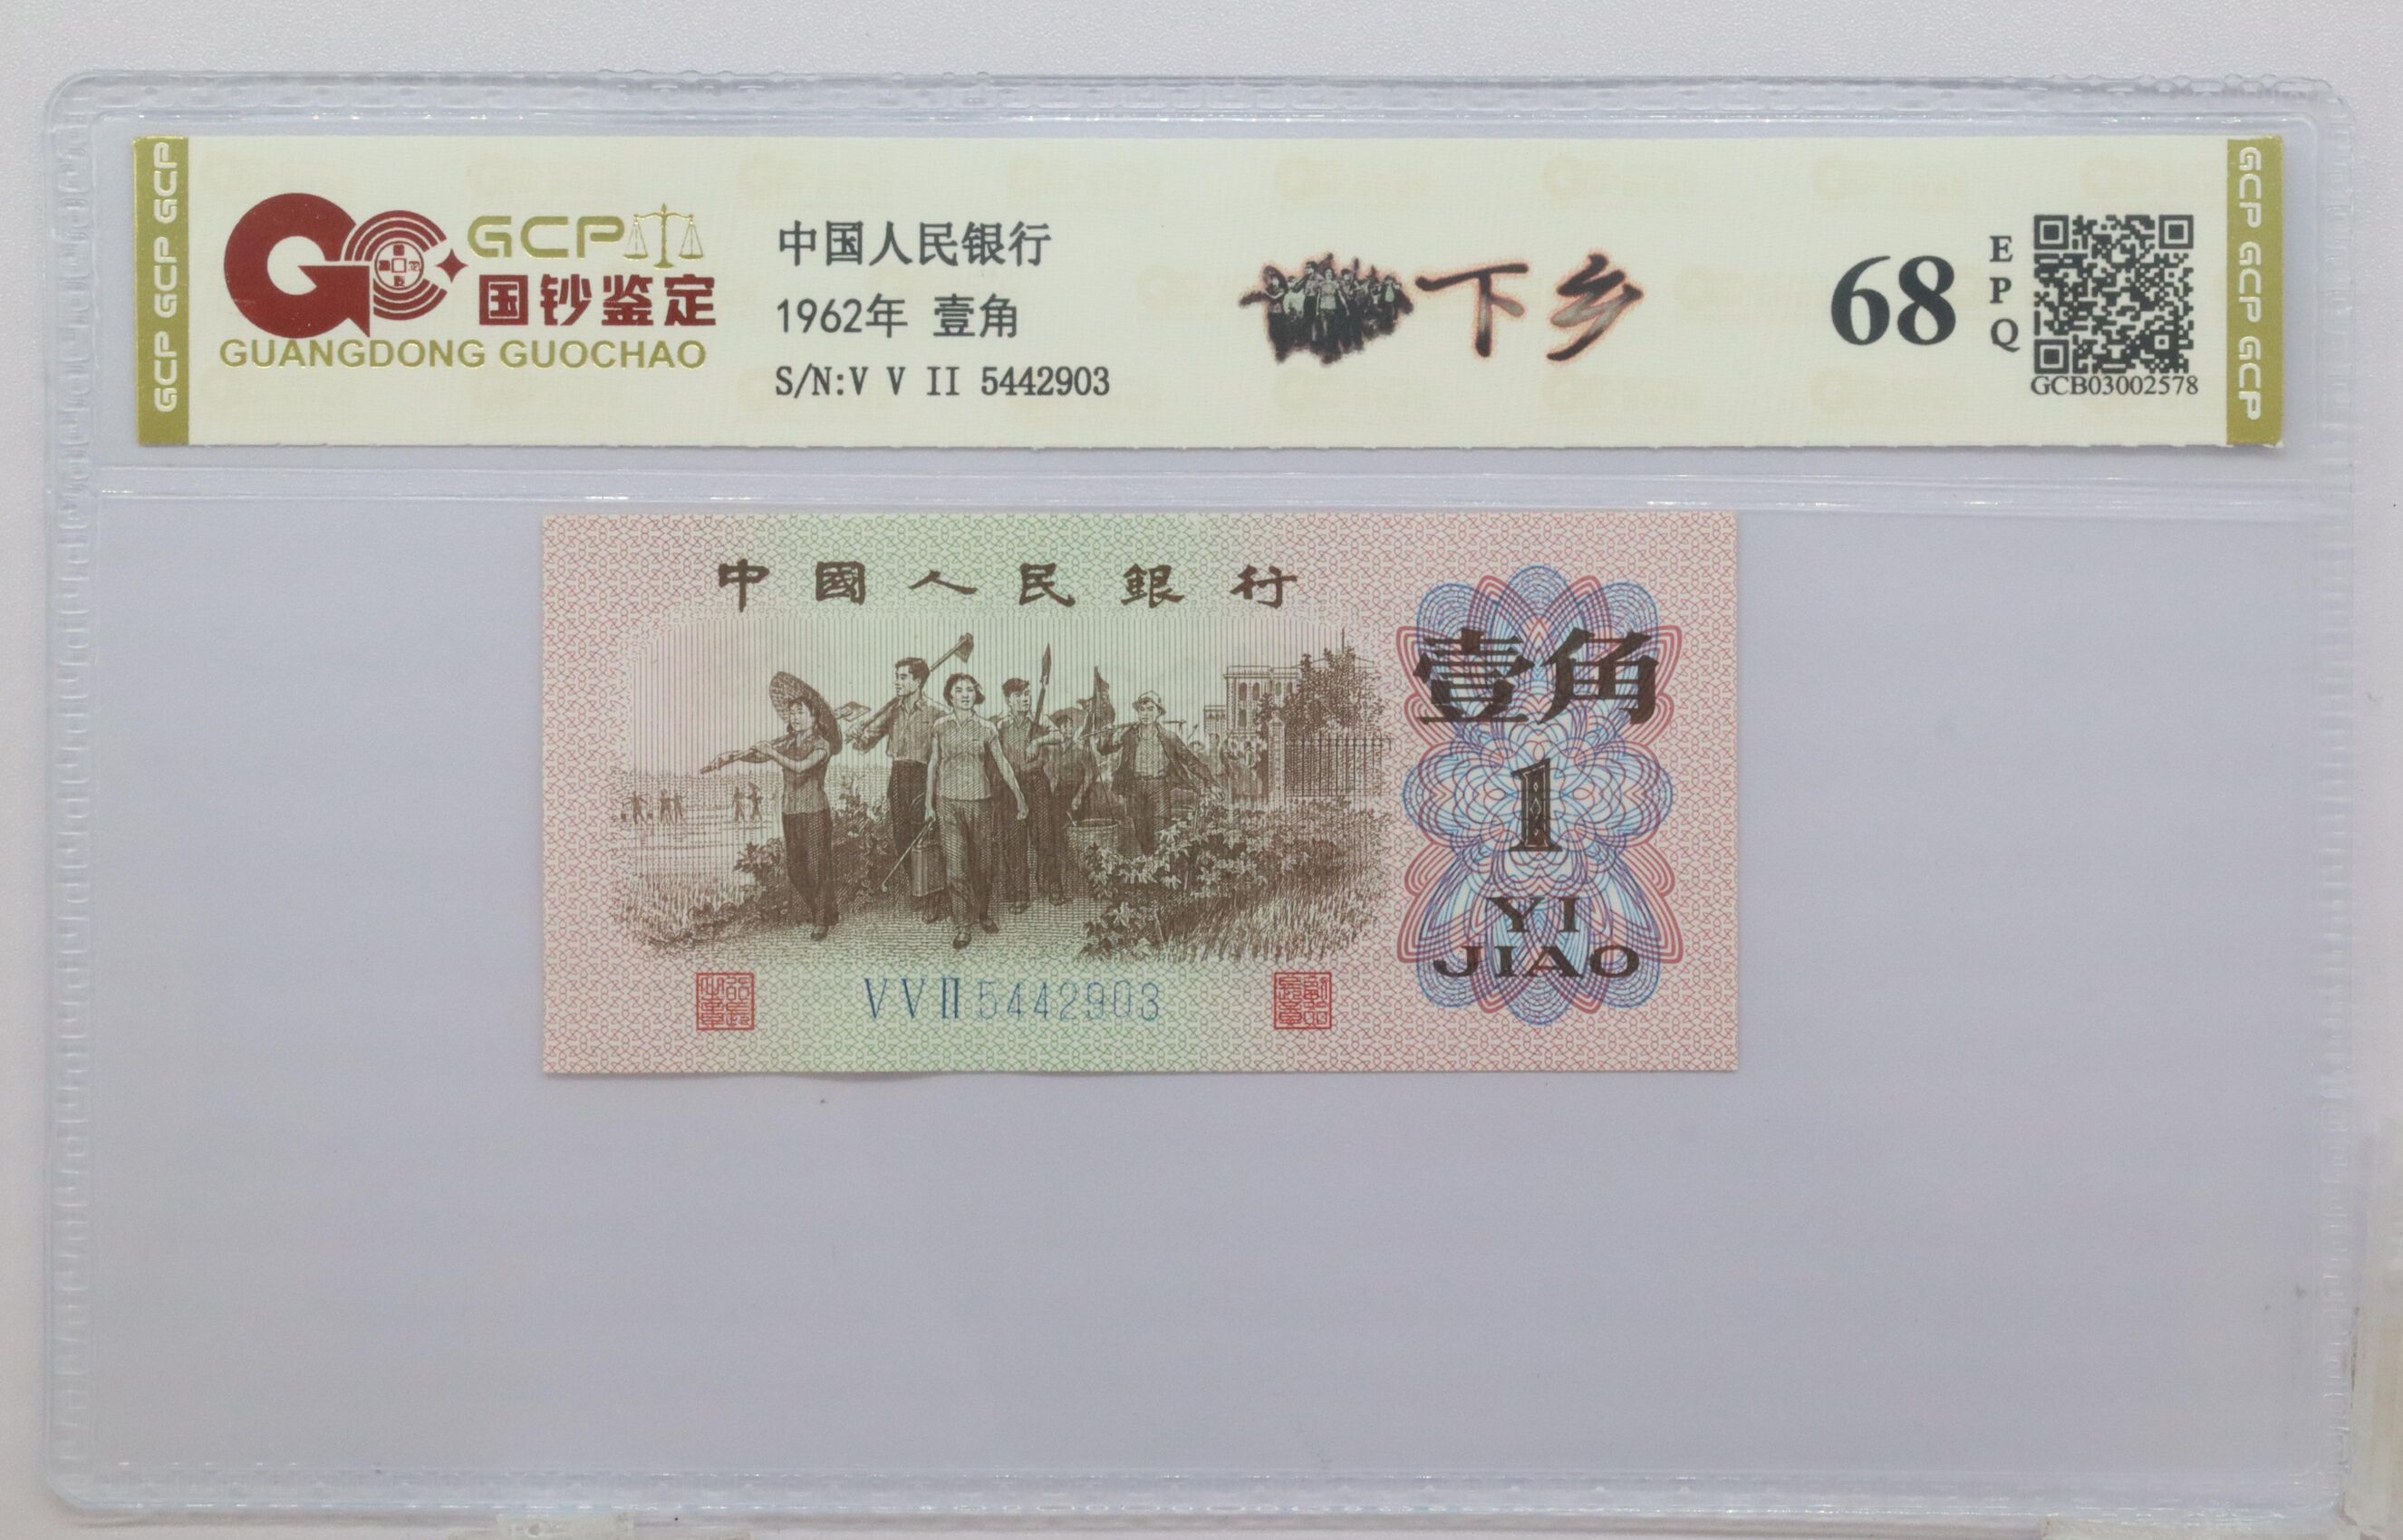 GCP GCP GCP
GCP
国钞鉴定
GUANGDONG GUOCHAO
中国人民银行
1962年 壹角
S/N:V V II 5442903
下乡
68
EPQ
GCB03002578
GCP GCP GCP
中國人民銀行
壹角
1
YI
JIAO
VVII5442903